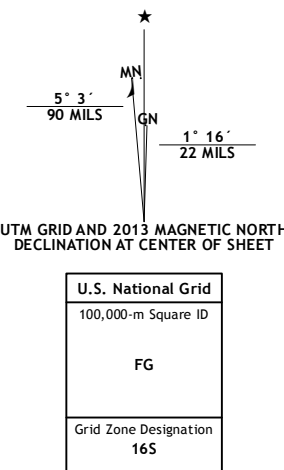 ★
MN
5° 3´
90 MILS
GN
1° 16´
22 MILS
UTM GRID AND 2013 MAGNETIC NORTH
DECLINATION AT CENTER OF SHEET
U.S. National Grid
100,000-m Square ID
FG
Grid Zone Designation
16S